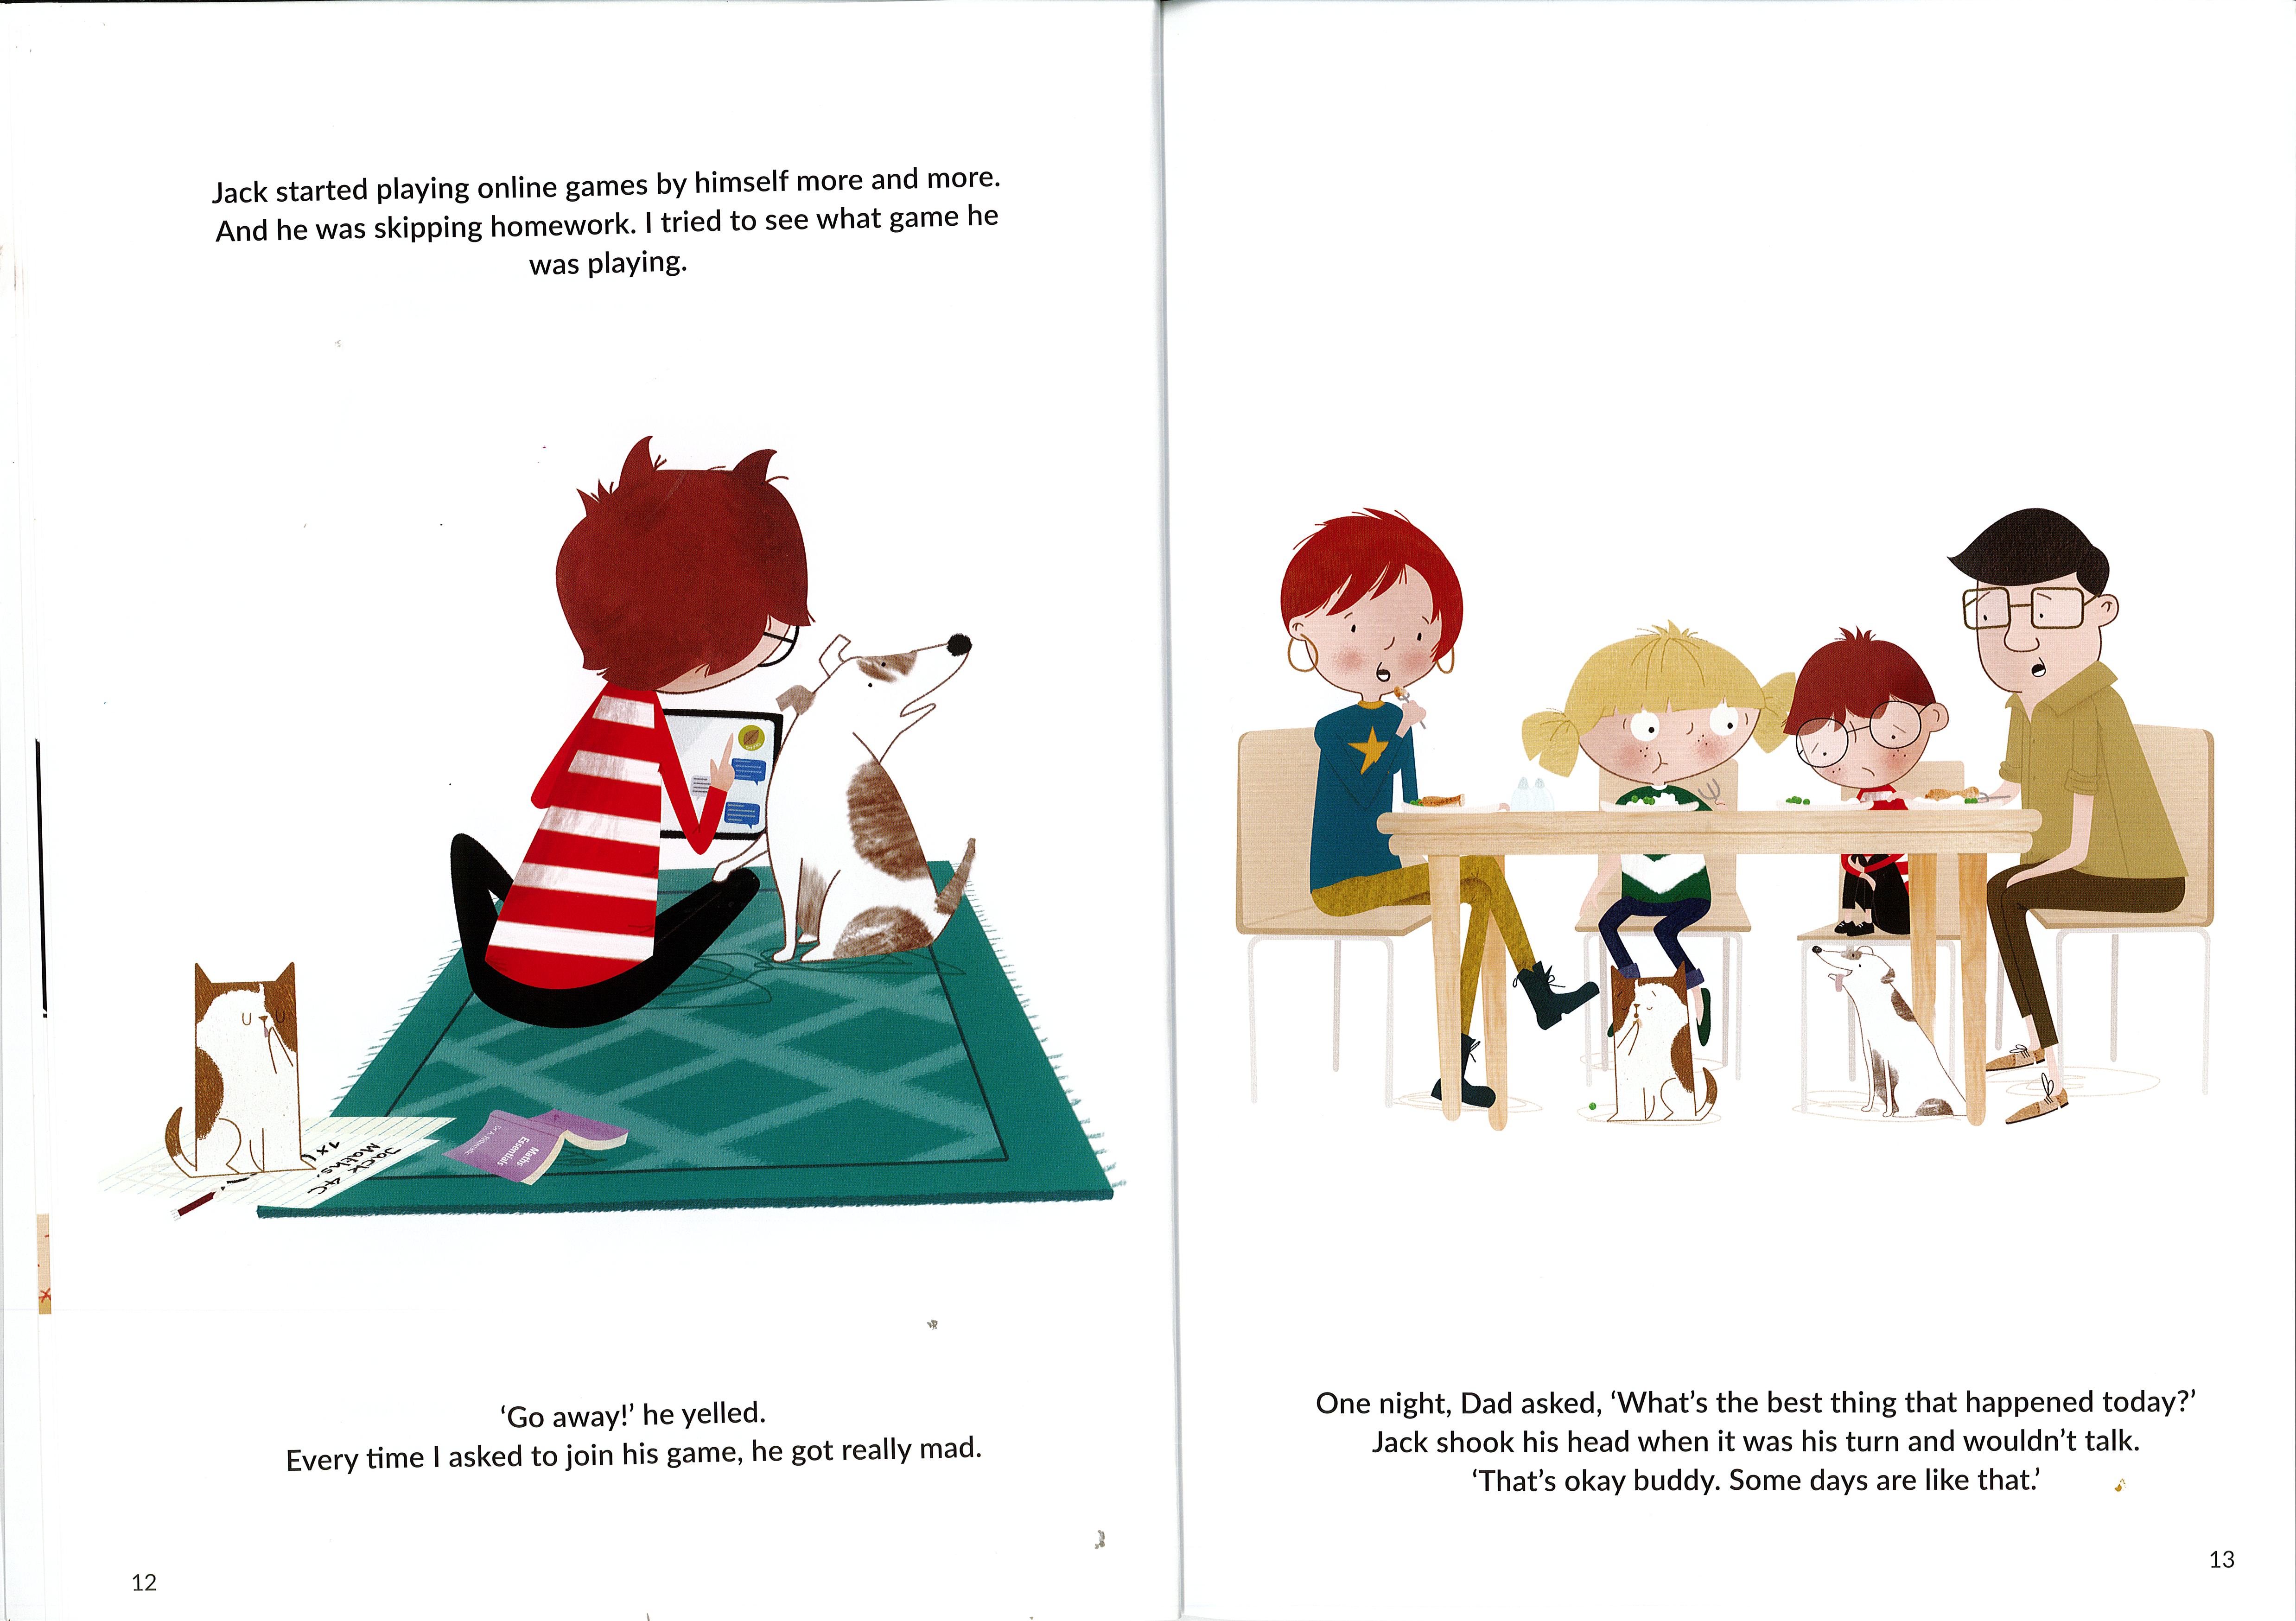 Jack started playing online games by himself more and more.
And he was skipping homework. I tried to see what game he
was playing.
Jack 4C
Maths.
1x1
Maths
Essentials
‘Go away!’ he yelled.
Every time I asked to join his game, he got really mad.
12
One night, Dad asked, ‘What’s the best thing that happened today?’
Jack shook his head when it was his turn and wouldn’t talk.
‘That’s okay buddy. Some days are like that.’
13